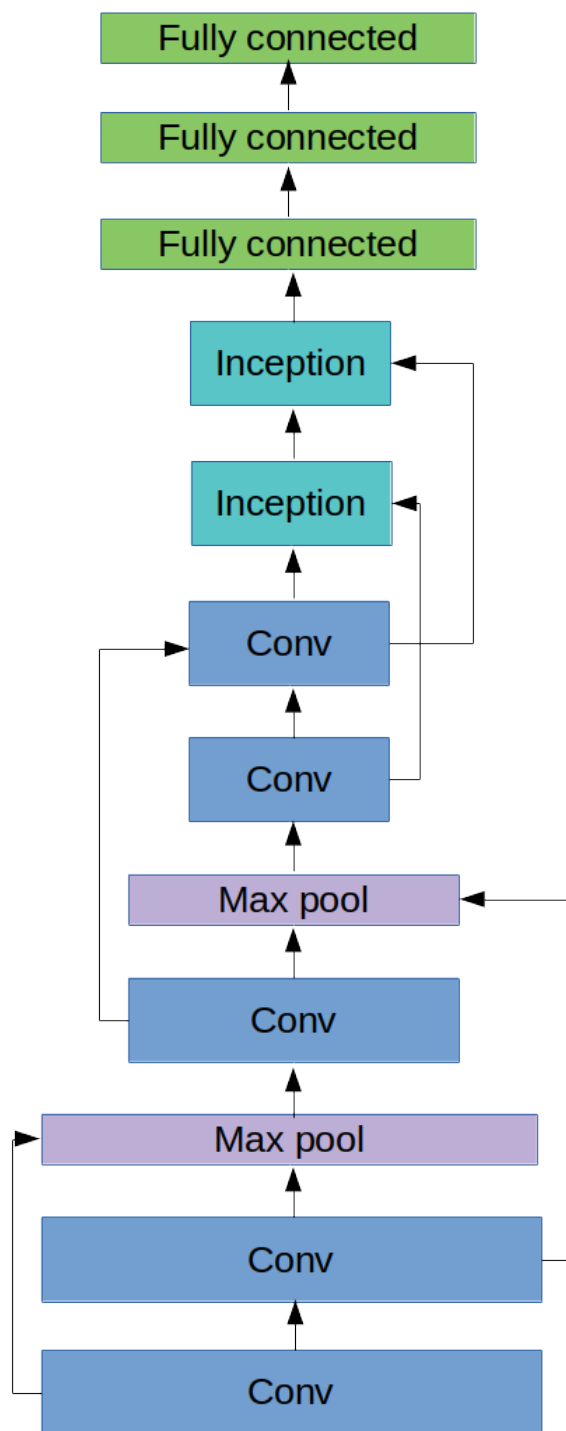 Fully connected
Fully connected
Fully connected
Inception
Inception
Conv
Conv
Max pool
Conv
Max pool
Conv
Conv